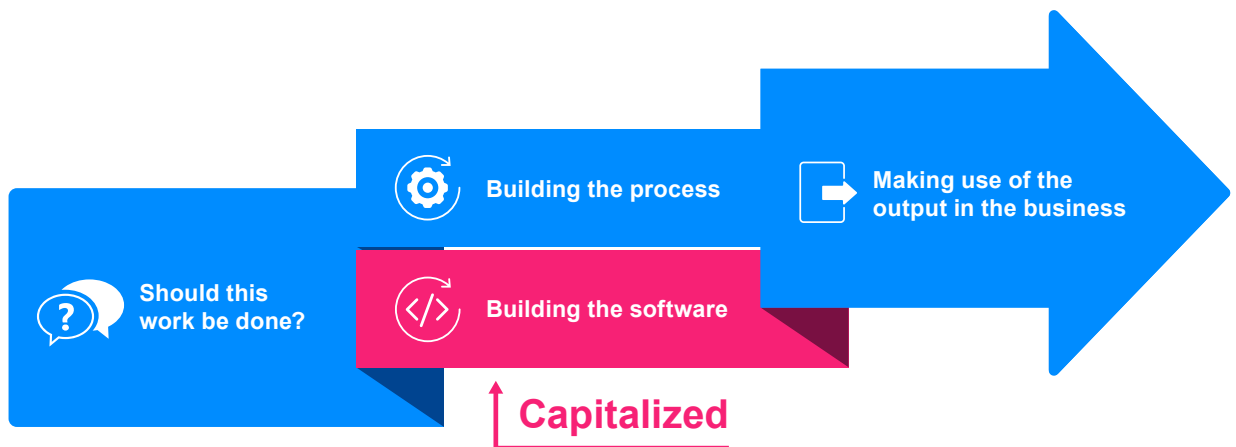 Should this
work be done?
Building the process
Building the software
Capitalized
Making use of the
output in the business